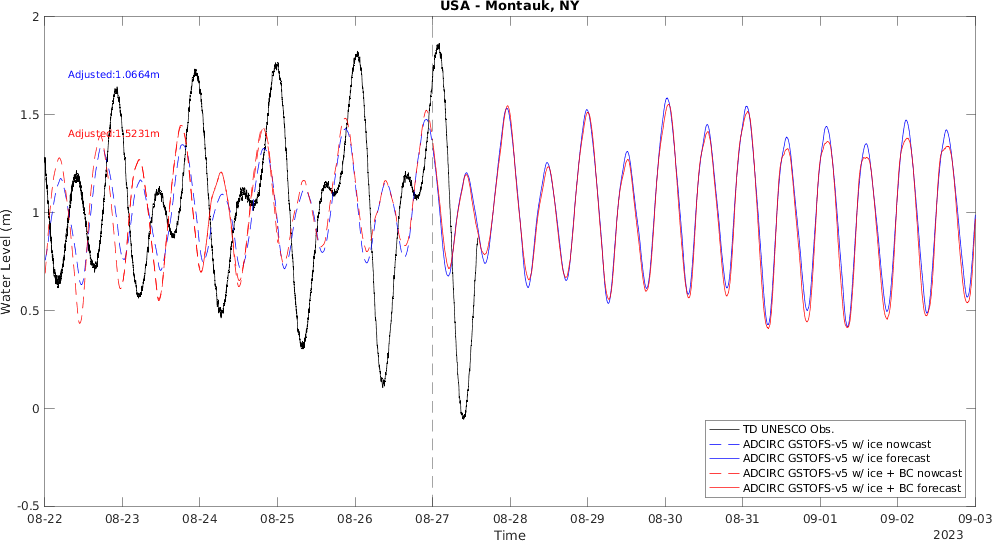 USA - Montauk, NY
2
1.5
1
0.5
0
-0.5
Water Level (m)
Adjusted:1.0664m
Adjusted:1.5231m
TD UNESCO Obs.
ADCIRC GSTOFS-v5 w/ ice nowcast
ADCIRC GSTOFS-v5 w/ ice forecast
ADCIRC GSTOFS-v5 w/ ice + BC nowcast
ADCIRC GSTOFS-v5 w/ ice + BC forecast
08-22 08-23 08-24 08-25 08-26 08-27 08-28 08-29 08-30 08-31 09-01 09-02 09-03
Time
2023